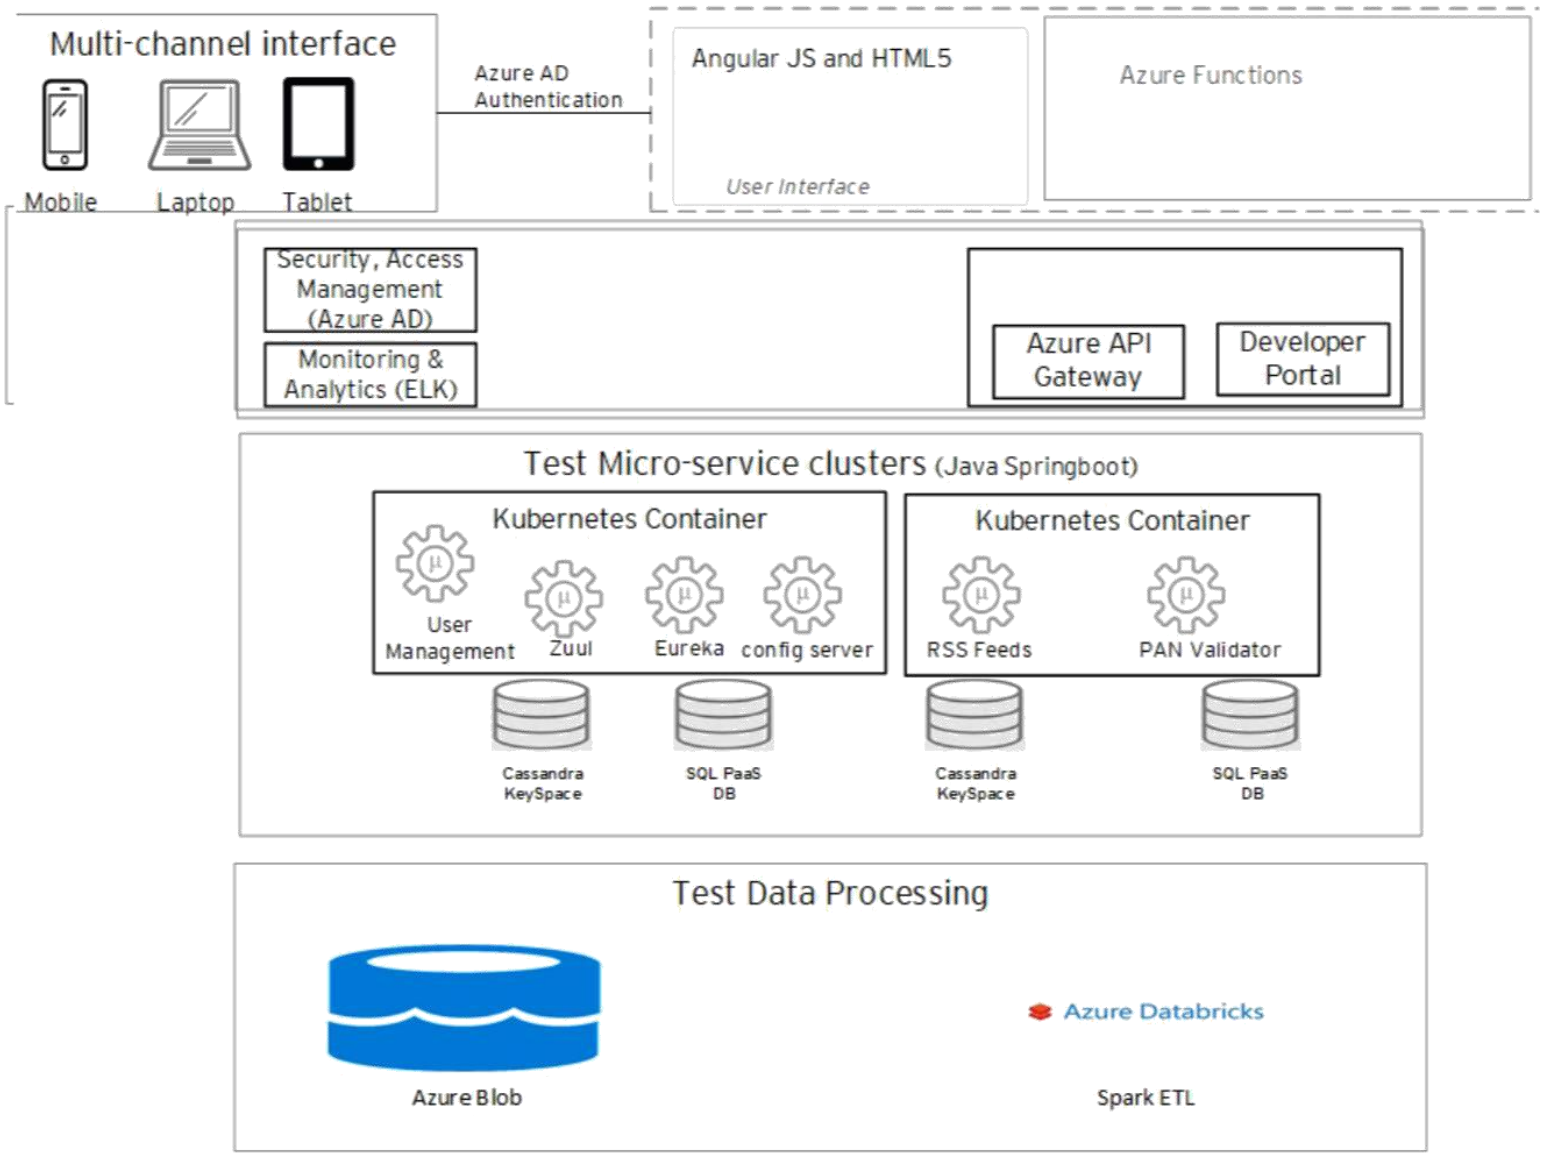 Multi-channel interface
Mobile
Laptop
Tablet
Azure AD
Authentication
Angular JS and HTML5
User Interface
Azure Functions
Security, Access
Management
(Azure AD)
Monitoring &
Analytics (ELK)
Azure API
Gateway
Developer
Portal
Test Micro-service clusters (Java Springboot)
Kubernetes Container
μ
User
Management
μ
Zuul
μ
Eureka
μ
config server
Kubernetes Container
μ
RSS Feeds
μ
PAN Validator
Cassandra
KeySpace
SQL PaaS
DB
Cassandra
KeySpace
SQL PaaS
DB
Test Data Processing
Azure Blob
Azure Databricks
Spark ETL